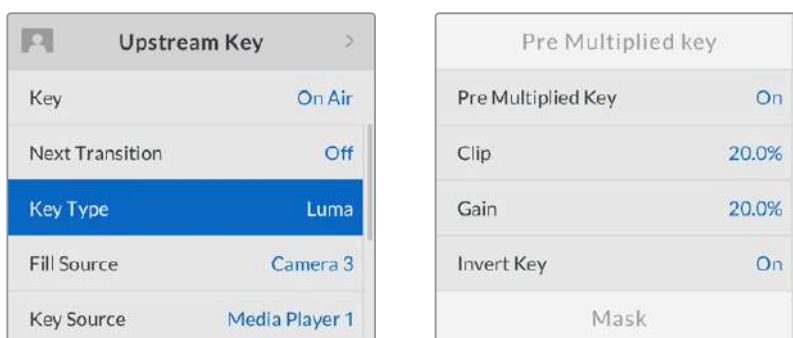 Upstream Key >
Key On Air
Next Transition Off
Key Type Luma
Fill Source Camera 3
Key Source Media Player 1
Pre Multiplied key
Pre Multiplied Key On
Clip 20.0%
Gain 20.0%
Invert Key On
Mask